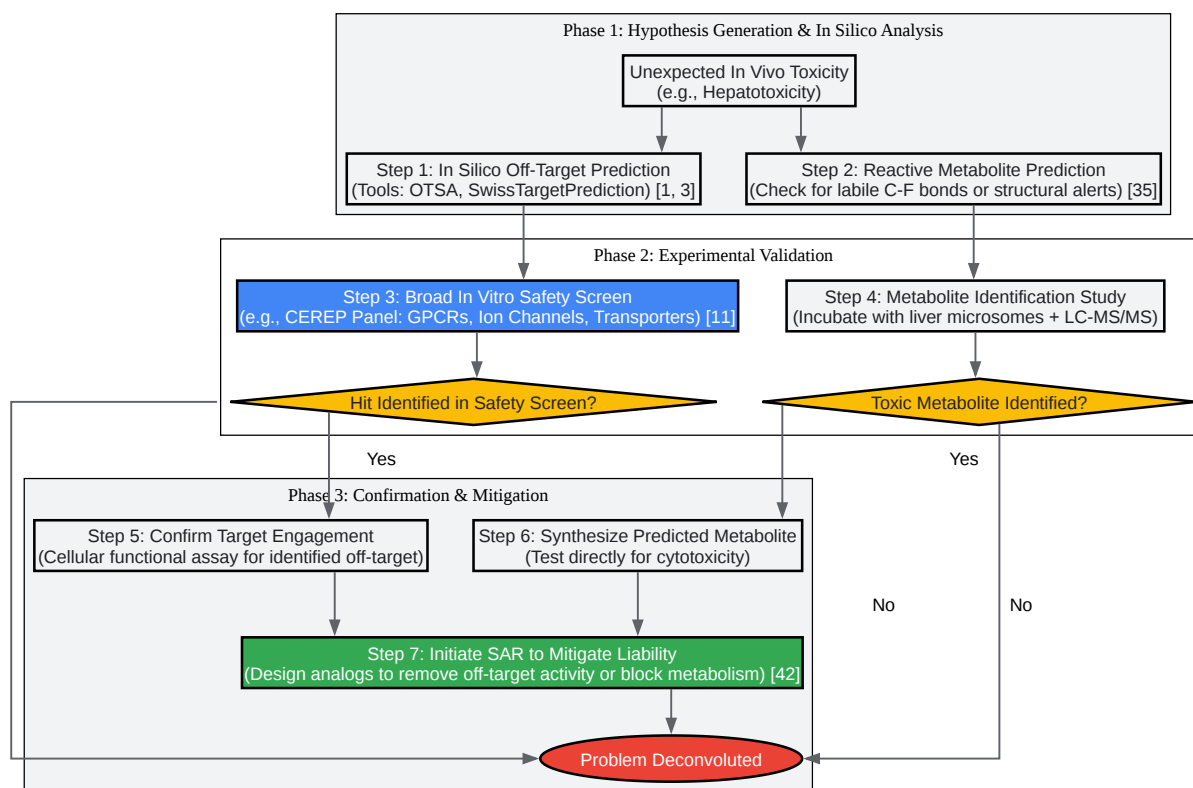 Phase 1: Hypothesis Generation & In Silico Analysis
Unexpected In Vivo Toxicity
(e.g., Hepatotoxicity)
Step 1: In Silico Off-Target Prediction
(Tools: OTSA, SwissTargetPrediction) [1, 3]
Step 2: Reactive Metabolite Prediction
(Check for labile C-F bonds or structural alerts) [35]
Phase 2: Experimental Validation
Step 3: Broad In Vitro Safety Screen
(e.g., CEREP Panel: GPCRs, Ion Channels, Transporters) [11]
Step 4: Metabolite Identification Study
(Incubate with liver microsomes + LC-MS/MS)
Hit Identified in Safety Screen?
Toxic Metabolite Identified?
Yes
Yes
Phase 3: Confirmation & Mitigation
Step 5: Confirm Target Engagement
(Cellular functional assay for identified off-target)
Step 6: Synthesize Predicted Metabolite
(Test directly for cytotoxicity)
No
No
Step 7: Initiate SAR to Mitigate Liability
(Design analogs to remove off-target activity or block metabolism) [42]
Problem Deconvoluted